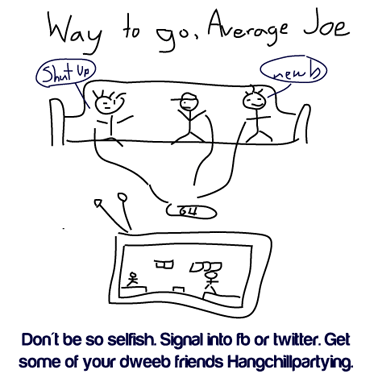 Way to go, Average Joe
Shut Up
newb
64
Don't be so selfish. Signal into fb or twitter. Get
some of your dweeb friends Hangchillpartying.